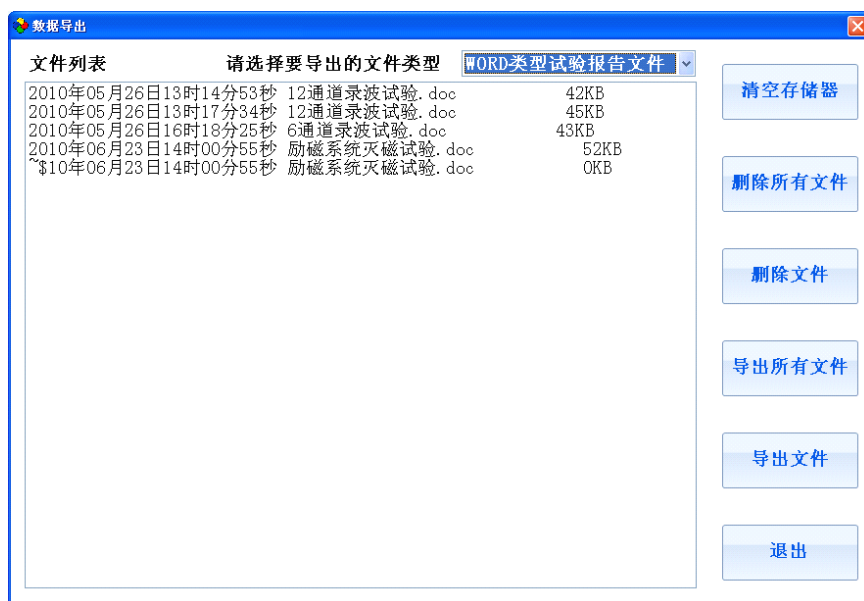 数据导出
文件列表 请选择要导出的文件类型 WORD类型试验报告文件
2010年05月26日13时14分53秒 12通道录波试验.doc 42KB
2010年05月26日13时17分34秒 12通道录波试验.doc 45KB
2010年05月26日16时18分25秒 6通道录波试验.doc 43KB
2010年06月23日14时00分55秒 励磁系统灭磁试验.doc 52KB
~$10年06月23日14时00分55秒 励磁系统灭磁试验.doc 0KB
清空存储器
删除所有文件
删除文件
导出所有文件
导出文件
退出